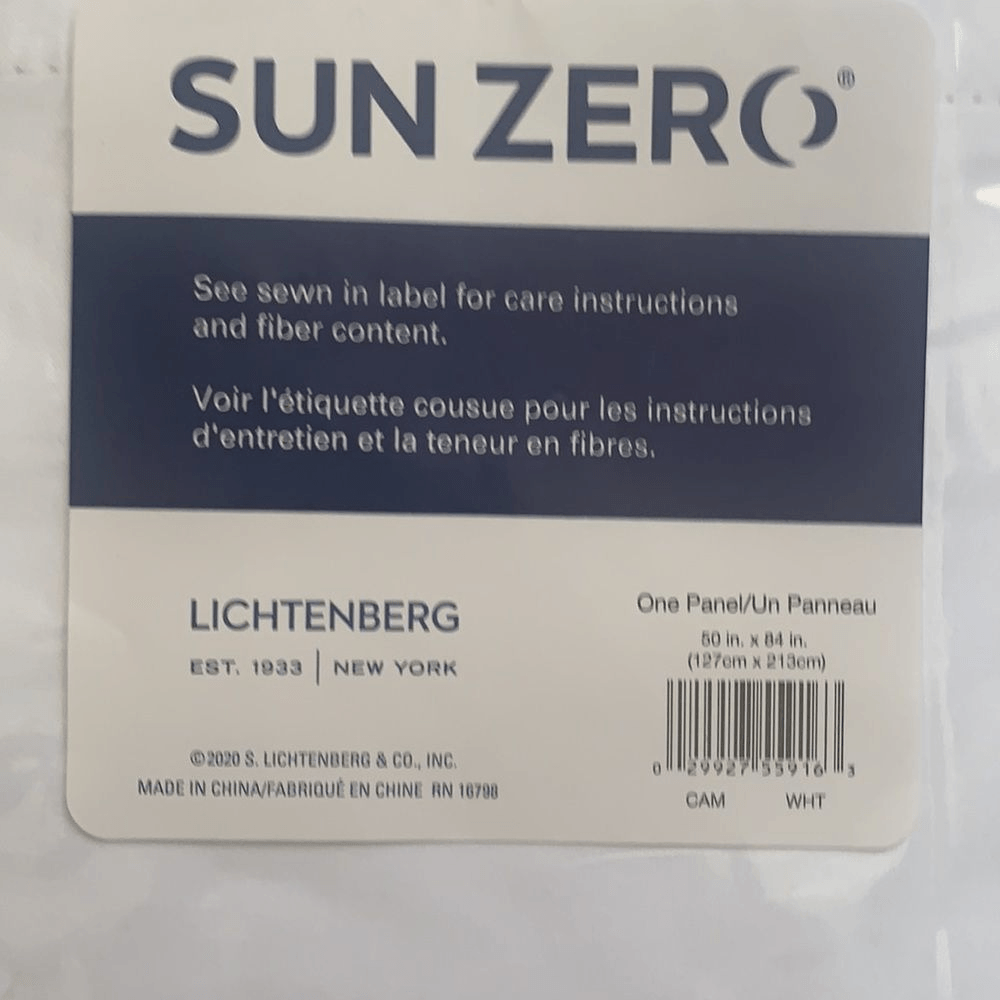 SUN ZERO®
See sewn in label for care instructions
and fiber content.
Voir l'étiquette cousue pour les instructions
d'entretien et la teneur en fibres.
LICHTENBERG
EST. 1933 | NEW YORK
©2020 S. LICHTENBERG & CO., INC.
MADE IN CHINA/FABRIQUÉ EN CHINE RN 16798
One Panel/Un Panneau
50 in. x 84 in.
(127cm x 213cm)
0 29927 55916 3
CAM WHT